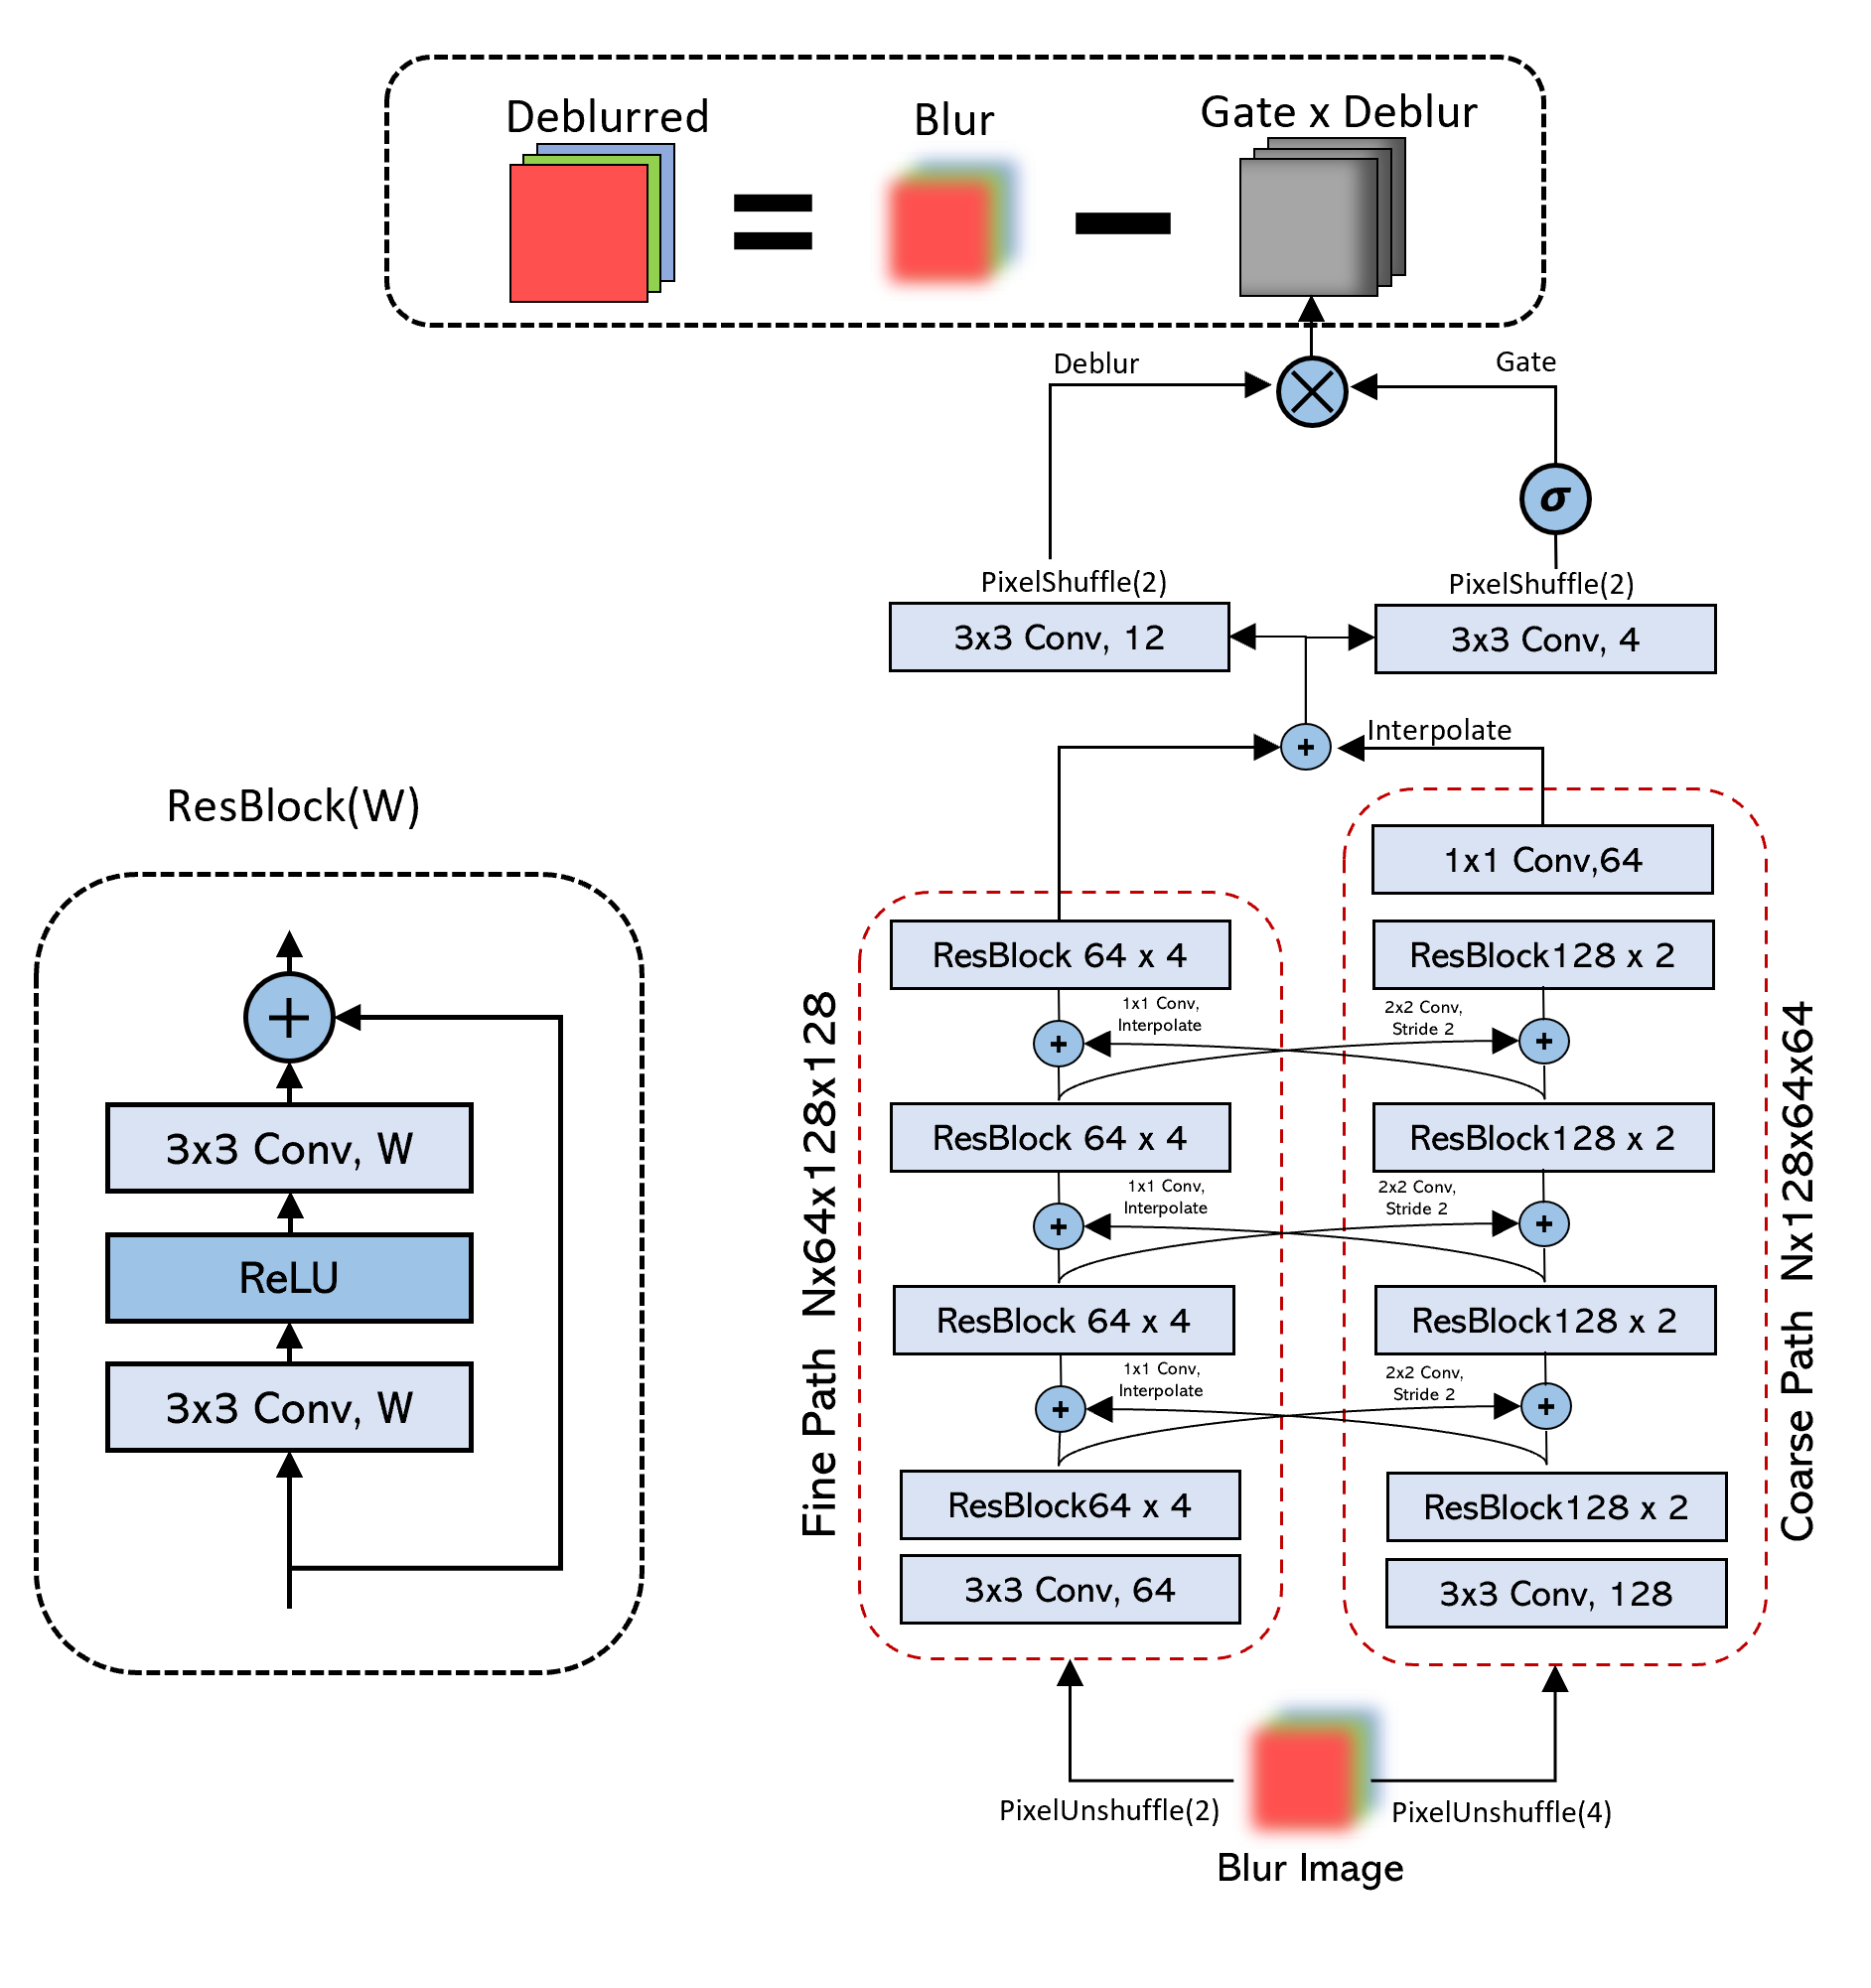 Deblurred
Blur
Gate x Deblur
Deblur
Gate
σ
PixelShuffle(2)
PixelShuffle(2)
3x3 Conv, 12
3x3 Conv, 4
Interpolate
ResBlock(W)
3x3 Conv, W
ReLU
3x3 Conv, W
Fine Path Nx64x128x128
ResBlock 64 x 4
1x1 Conv,
Interpolate
ResBlock 64 x 4
1x1 Conv,
Interpolate
ResBlock 64 x 4
1x1 Conv,
Interpolate
ResBlock64 x 4
3x3 Conv, 64
1x1 Conv,64
ResBlock128 x 2
2x2 Conv,
Stride 2
ResBlock128 x 2
2x2 Conv,
Stride 2
ResBlock128 x 2
2x2 Conv,
Stride 2
ResBlock128 x 2
3x3 Conv, 128
Coarse Path Nx128x64x64
PixelUnshuffle(2)
PixelUnshuffle(4)
Blur Image